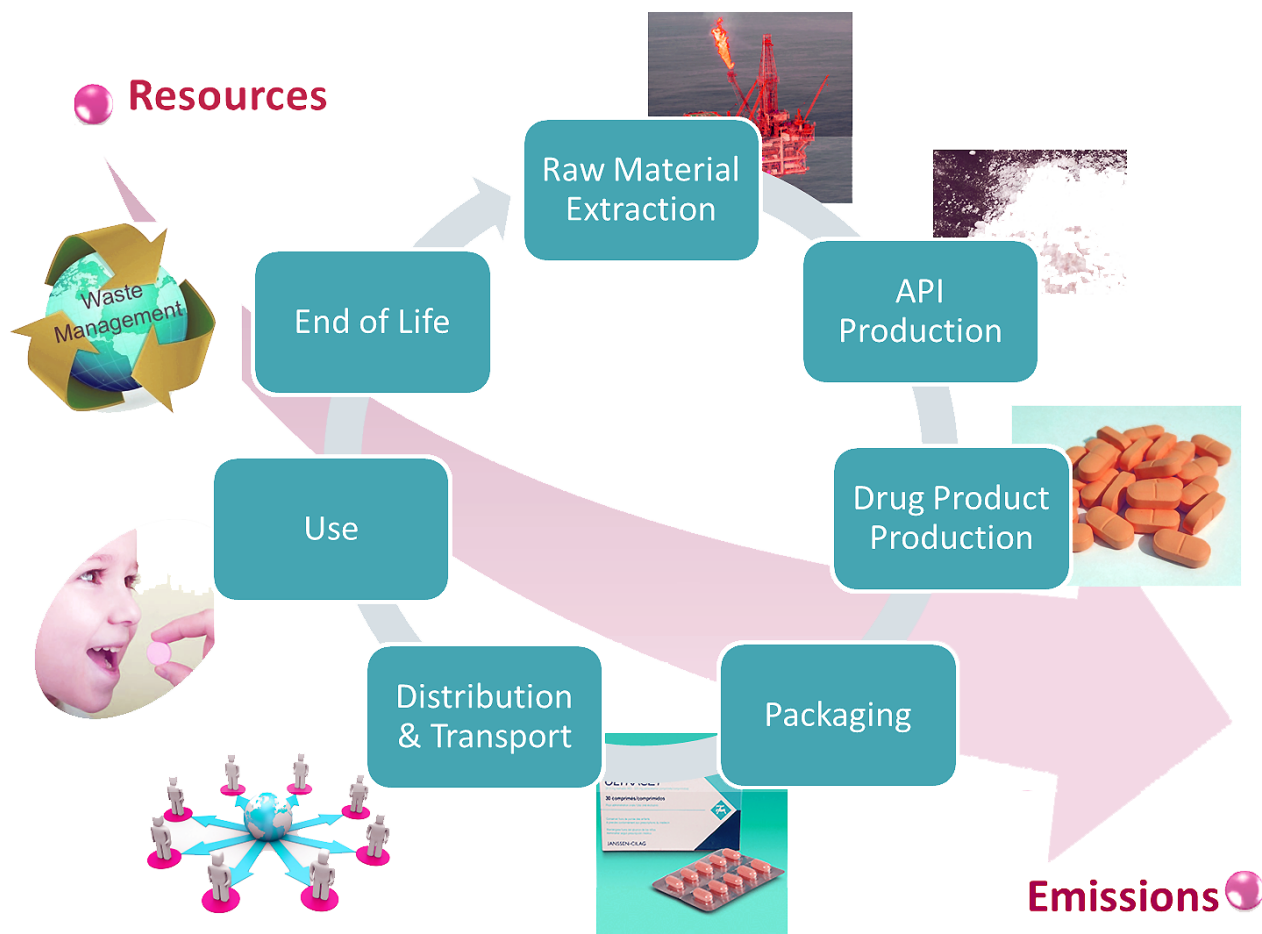 Resources
Raw Material
Extraction
API
Production
Waste
Management
End of Life
Drug Product
Production
Use
Distribution
& Transport
Packaging
30 comprimés/comprimidos
JANSSEN-CILAG
Emissions